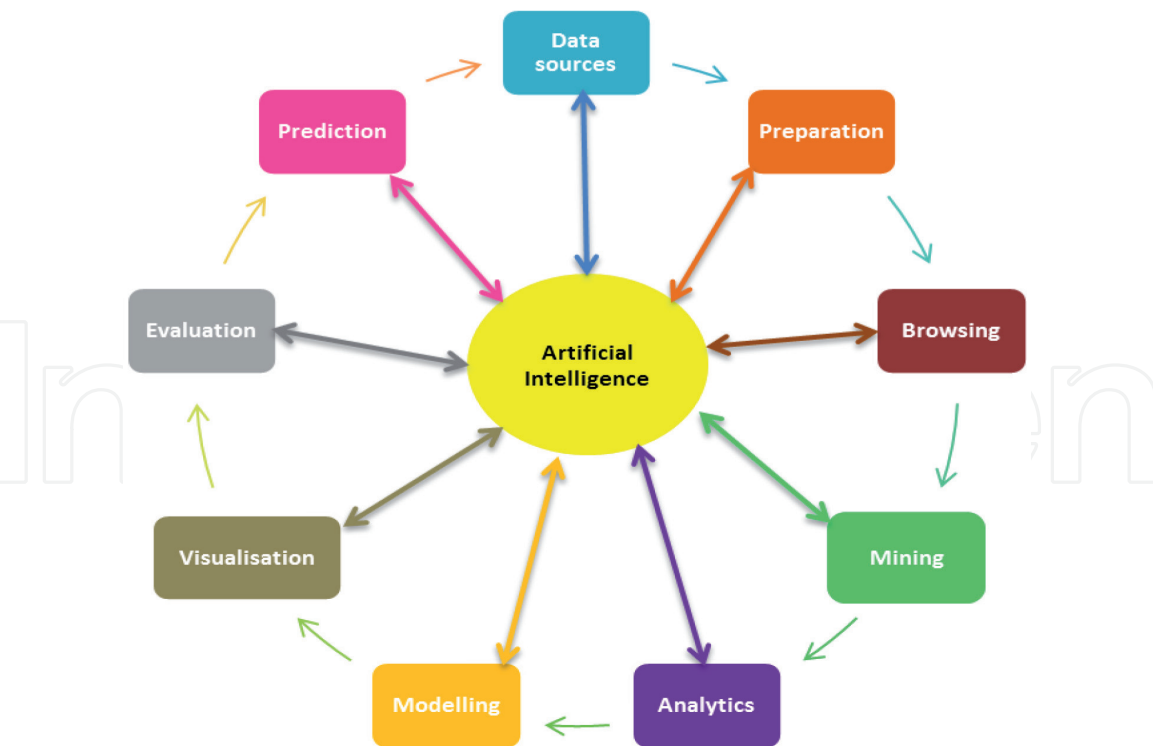 Data
sources
Prediction
Preparation
Evaluation
Browsing
Artificial
Intelligence
Visualisation
Mining
Modelling
Analytics